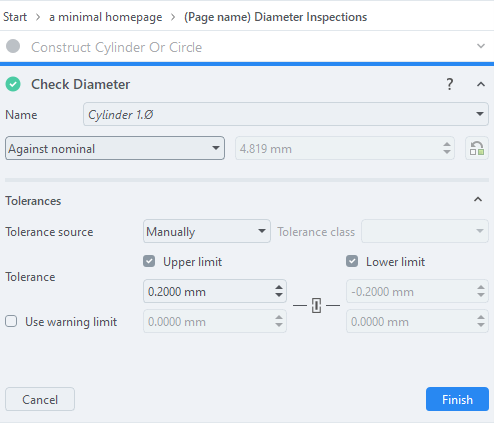 Start > a minimal homepage > (Page name) Diameter Inspections
Construct Cylinder Or Circle
Check Diameter ?
Name Cylinder 1.Ø
Against nominal 4.819 mm
Tolerances
Tolerance source Manually Tolerance class
Upper limit Lower limit
Tolerance
0.2000 mm -0.2000 mm
Use warning limit 0.0000 mm 0.0000 mm
Cancel Finish